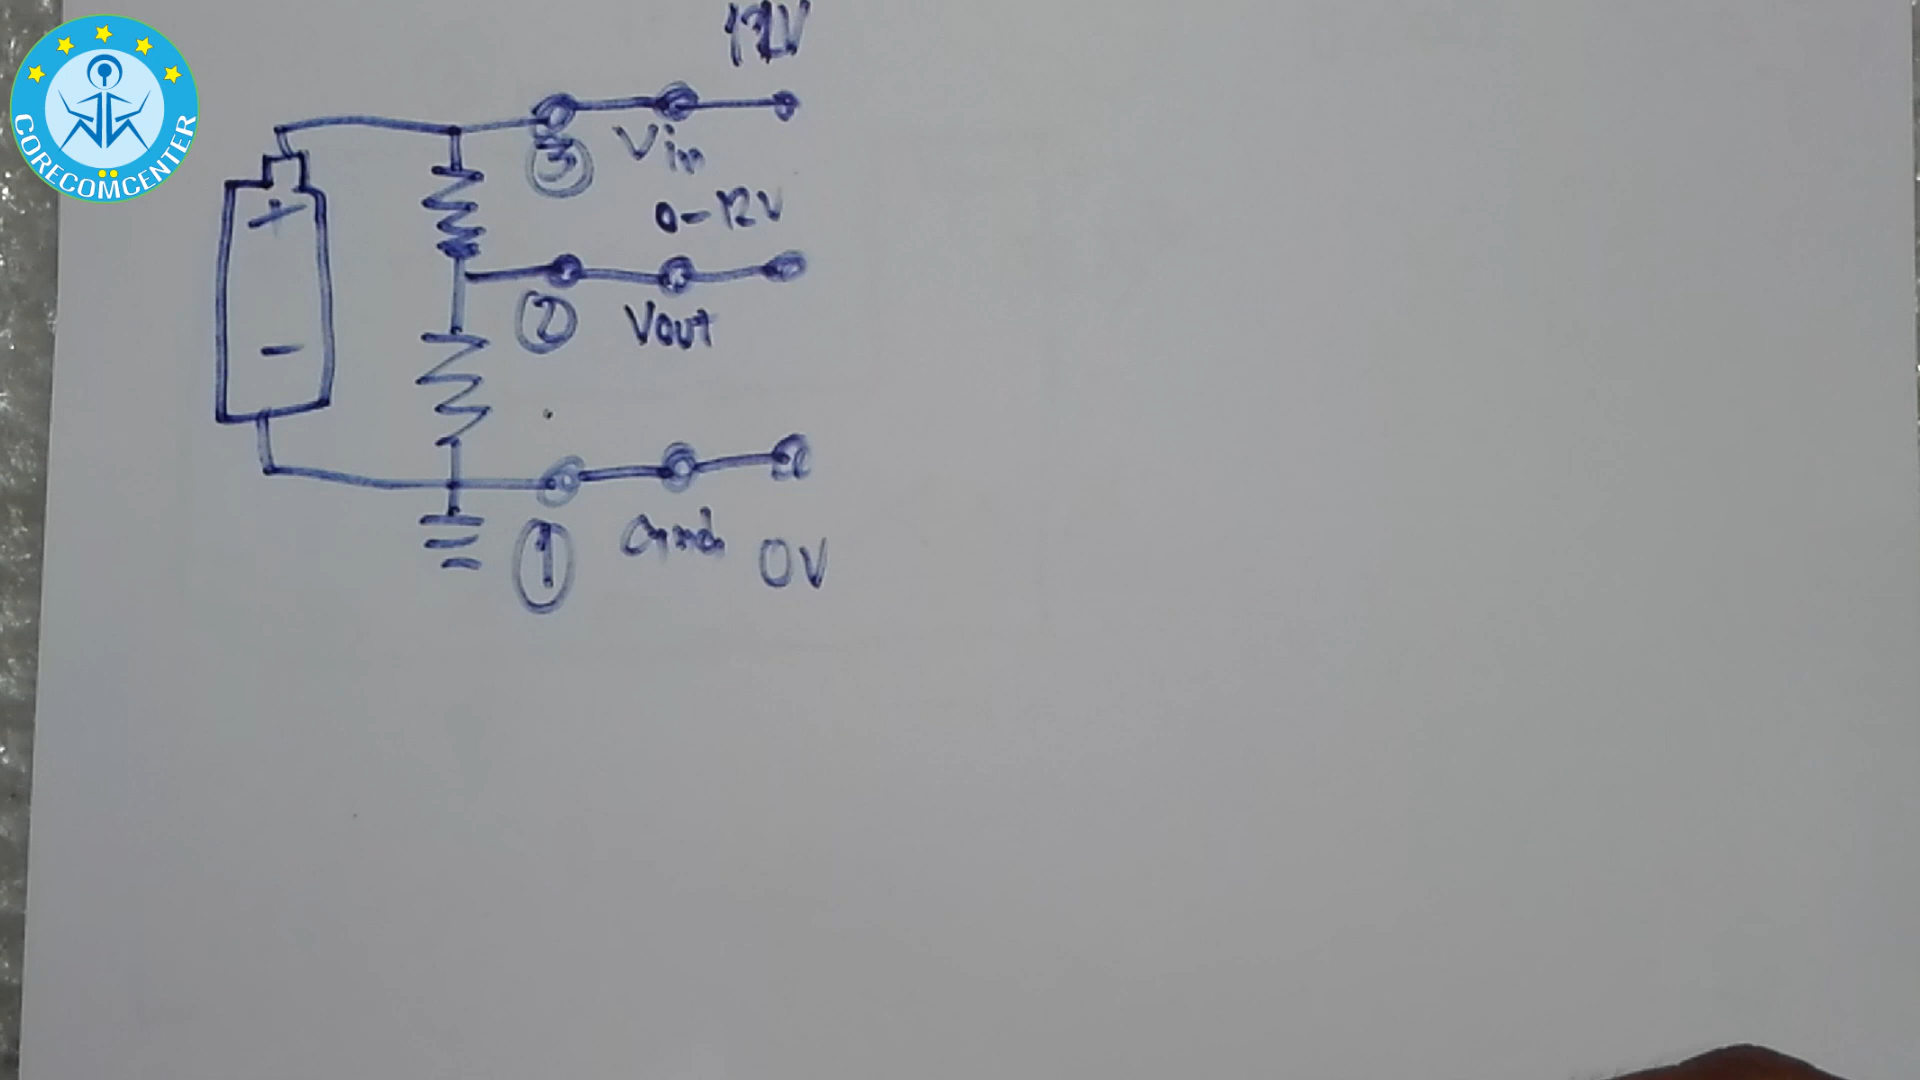 CORECOMCENTER
12V
3
Vin
0-12V
2
Vout
1
Gnd
0V
+
-